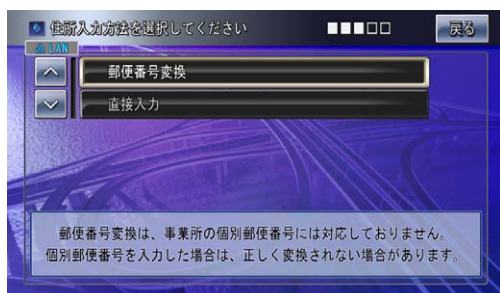 住所入力方法を選択してください
■■■□□
戻る
LAN
郵便番号変換
直接入力
郵便番号変換は、事業所の個別郵便番号には対応しておりません。
個別郵便番号を入力した場合は、正しく変換されない場合があります。